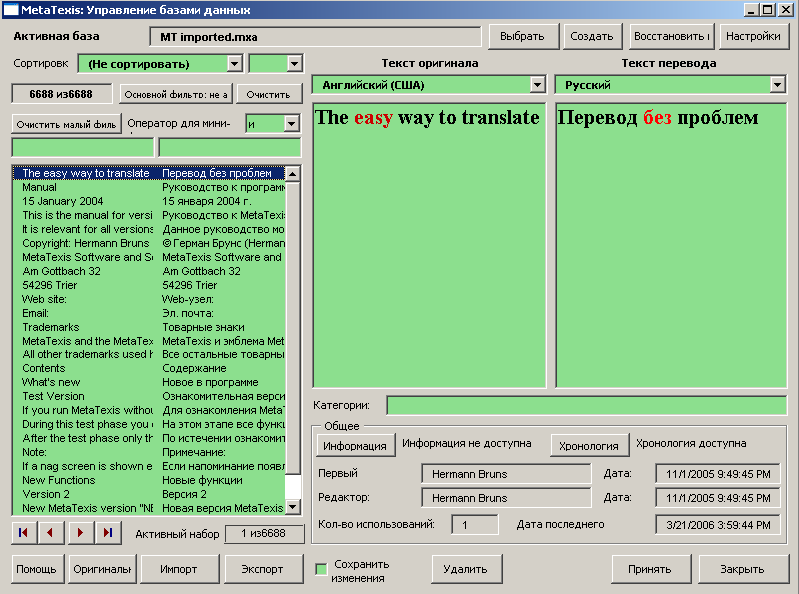 MetaTexis: Управление базами данных
Активная база MT imported.mxa Выбрать Создать Восстановить Настройки
Сортировк (Не сортировать) Текст оригинала Текст перевода
Английский (США) Русский
6688 из6688 Основной фильтр: не а Очистить
Очистить малый филь Оператор для мини- и
The easy way to translate Перевод без проблем
The easy way to translate Перевод без проблем
Manual Руководство к программ
15 January 2004 15 января 2004 г.
This is the manual for versi Руководство к MetaTexi
It is relevant for all versions Данное руководство мо
Copyright: Hermann Bruns © Герман Брунс (Herman
MetaTexis Software and Se MetaTexis Software and
Am Gottbach 32 Am Gottbach 32
54296 Trier 54296 Trier
Web site: Web-узел:
Email: Эл. почта:
Trademarks Товарные знаки
MetaTexis and the MetaTex MetaTexis и эмблема Met
All other trademarks used h Все остальные товарны
Contents Содержание
What's new Новое в программе
Test Version Ознакомительная верси
If you run MetaTexis withou Для ознакомления Meta
During this test phase you На этом этапе все функц
After the test phase only th По истечении ознакомит
Note: Примечание:
If a nag screen is shown e Если напоминание появл
New Functions Новые функции
Version 2 Версия 2
New MetaTexis version "NE Новая версия MetaTexis
Категории:
Общее
Информация Информация не доступна Хронология Хронология доступна
Первый Hermann Bruns Дата: 11/1/2005 9:49:45 PM
Редактор: Hermann Bruns Дата: 11/1/2005 9:49:45 PM
Кол-во использований: 1 Дата последнего 3/21/2006 3:59:44 PM
Активный набор 1 из6688
Помощь Оригинальн Импорт Экспорт Сохранить изменения Удалить Принять Закрыть